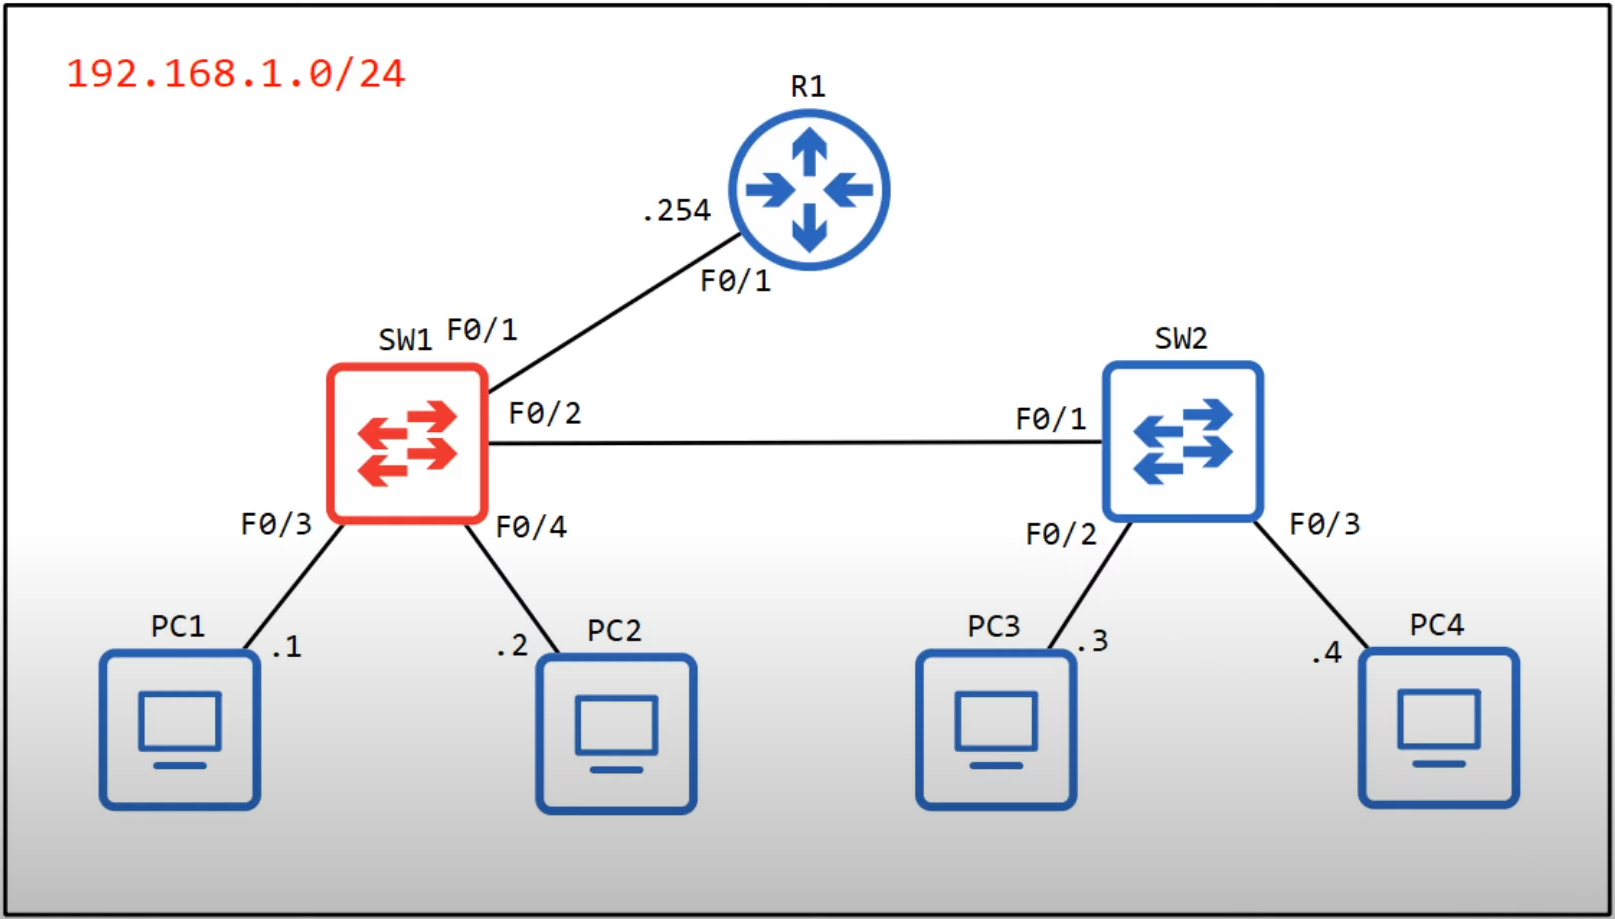 192.168.1.0/24
R1
.254
F0/1
SW1
F0/1
SW2
F0/2
F0/1
F0/3
F0/4
F0/2
F0/3
PC1
.1
.2
PC2
PC3
.3
.4
PC4